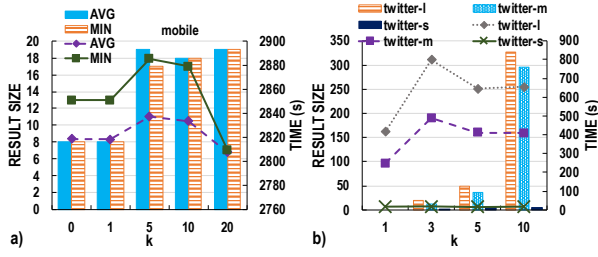 AVG
MIN
AVG
MIN
mobile
RESULT SIZE
20
18
16
14
12
10
8
6
4
2
0
2900
2880
2860
2840
2820
2800
2780
2760
TIME (s)
0 1 5 10 20
k
a)
twitter-l twitter-m
twitter-s twitter-l
twitter-m twitter-s
RESULT SIZE
350
300
250
200
150
100
50
0
900
800
700
600
500
400
300
200
100
0
TIME (s)
1 3 5 10
k
b)